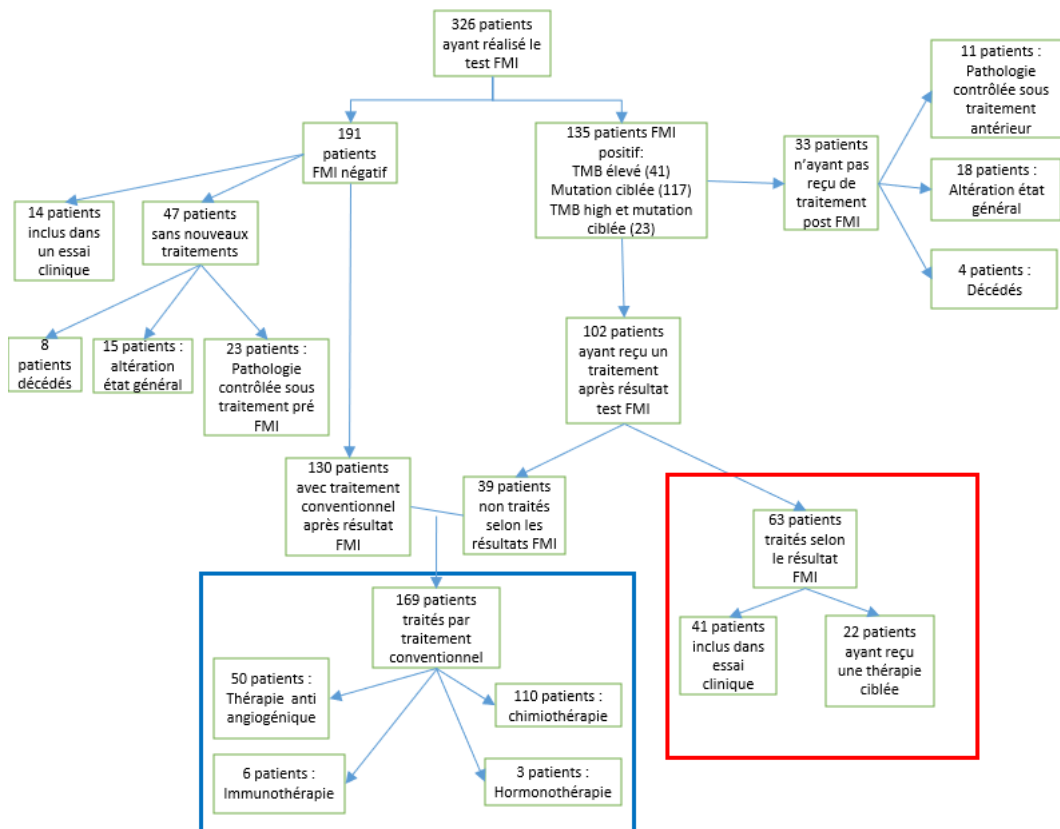 326 patients
ayant réalisé le
test FMI
191
patients
FMI négatif
135 patients FMI
positif:
TMB élevé (41)
Mutation ciblée (117)
TMB high et mutation
ciblée (23)
33 patients
n'ayant pas
reçu de
traitement
post FMI
11 patients :
Pathologie
contrôlée sous
traitement
antérieur
18 patients :
Altération état
général
4 patients :
Décédés
14 patients
inclus dans
un essai
clinique
47 patients
sans nouveaux
traitements
8
patients
décédés
15 patients :
altération
état général
23 patients :
Pathologie
contrôlée sous
traitement pré
FMI
102 patients
ayant reçu un
traitement
après résultat
test FMI
130 patients
avec traitement
conventionnel
après résultat
FMI
39 patients
non traités
selon les
résultats FMI
63 patients
traités selon
le résultat
FMI
41 patients
inclus dans
essai
clinique
22 patients
ayant reçu
une thérapie
ciblée
169 patients
traités par
traitement
conventionnel
50 patients :
Thérapie anti
angiogénique
110 patients :
chimiothérapie
6 patients :
Immunothérapie
3 patients :
Hormonothérapie